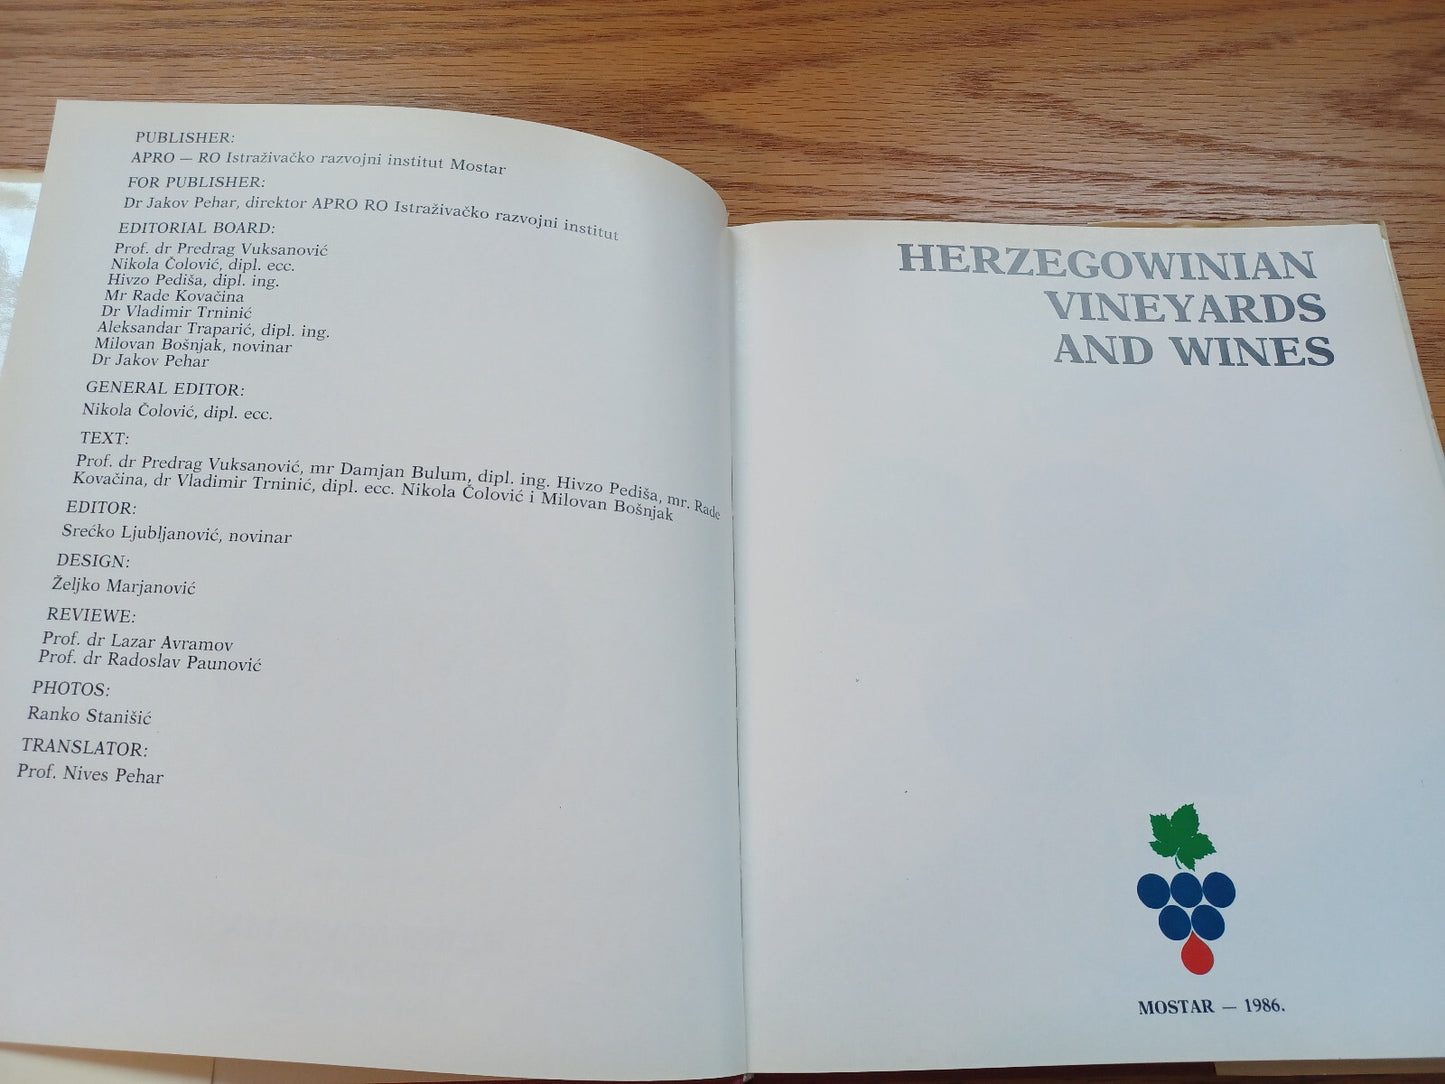 PUBLISHER:
APRO — RO Istraživačko razvojni institut Mostar
FOR PUBLISHER:
Dr Jakov Pehar, direktor APRO RO Istraživačko razvojni institut
EDITORIAL BOARD:
Prof. dr Predrag Vuksanović
Nikola Čolović, dipl. ecc.
Hivzo Pediša, dipl. ing.
Mr Rade Kovačina
Dr Vladimir Trninić
Aleksandar Traparić, dipl. ing.
Milovan Bošnjak, novinar
Dr Jakov Pehar
GENERAL EDITOR:
Nikola Čolović, dipl. ecc.
TEXT:
Prof. dr Predrag Vuksanović, mr Damjan Bulum, dipl. ing. Hivzo Pediša, mr. Rade
Kovačina, dr Vladimir Trninić, dipl. ecc. Nikola Čolović i Milovan Bošnjak
EDITOR:
Srećko Ljubljanović, novinar
DESIGN:
Željko Marjanović
REVIEWE:
Prof. dr Lazar Avramov
Prof. dr Radoslav Paunović
PHOTOS:
Ranko Stanišić
TRANSLATOR:
Prof. Nives Pehar
HERZEGOWINIAN
VINEYARDS
AND WINES
MOSTAR — 1986.